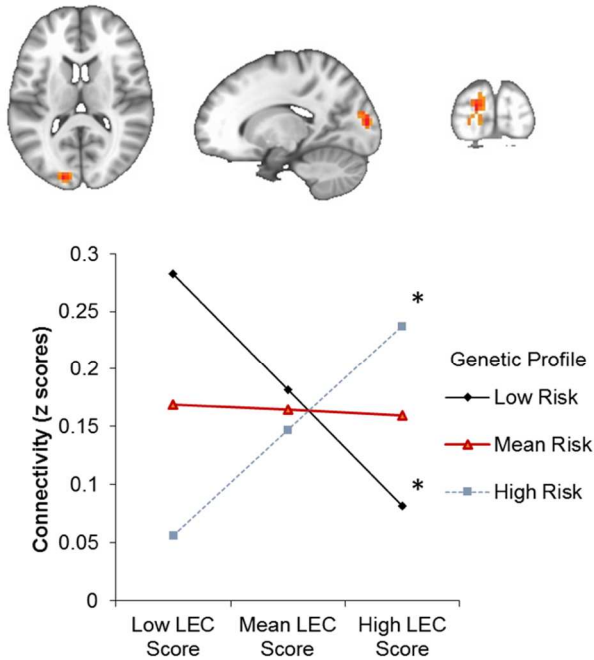 0.3
0.25
0.2
0.15
0.1
0.05
0
Connectivity (z scores)
*
*
Low LEC
Score
Mean LEC
Score
High LEC
Score
Genetic Profile
Low Risk
Mean Risk
High Risk